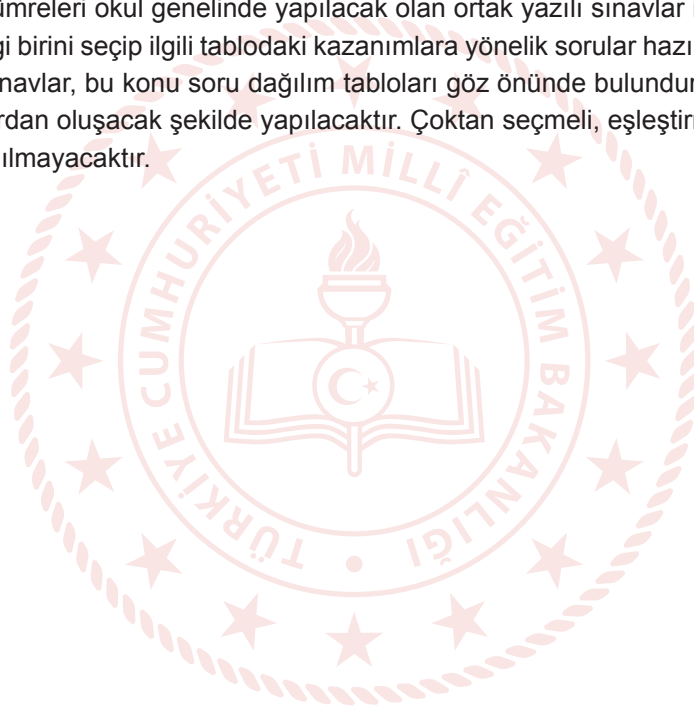 ümreleri okul genelinde yapılacak olan ortak yazılı sınavlar
gi birini seçip ilgili tablodaki kazanımlara yönelik sorular hazı
navlar, bu konu soru dağılım tabloları göz önünde bulundur
rdan oluşacak şekilde yapılacaktır. Çoktan seçmeli, eşleştir
ılmayacaktır.
TÜRKİYE CUMHURİYETİ MİLLÎ EĞİTİM BAKANLIĞI